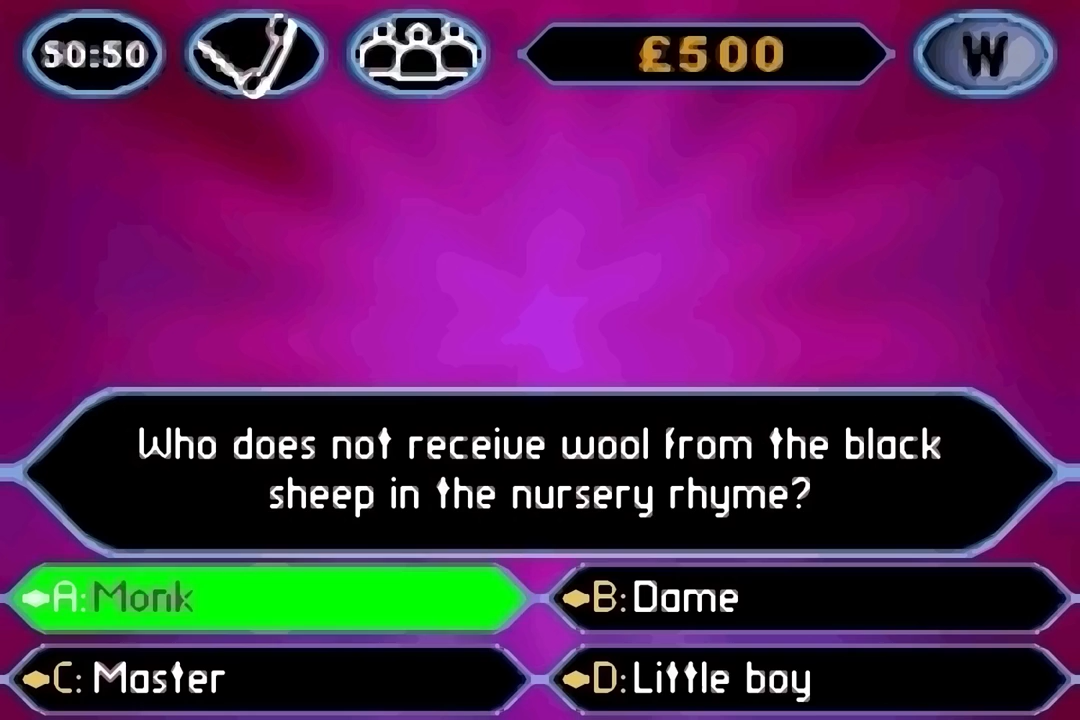 50:50
£500
W
Who does not receive wool from the black
sheep in the nursery rhyme?
A: Monk
B: Dame
C: Master
D: Little boy